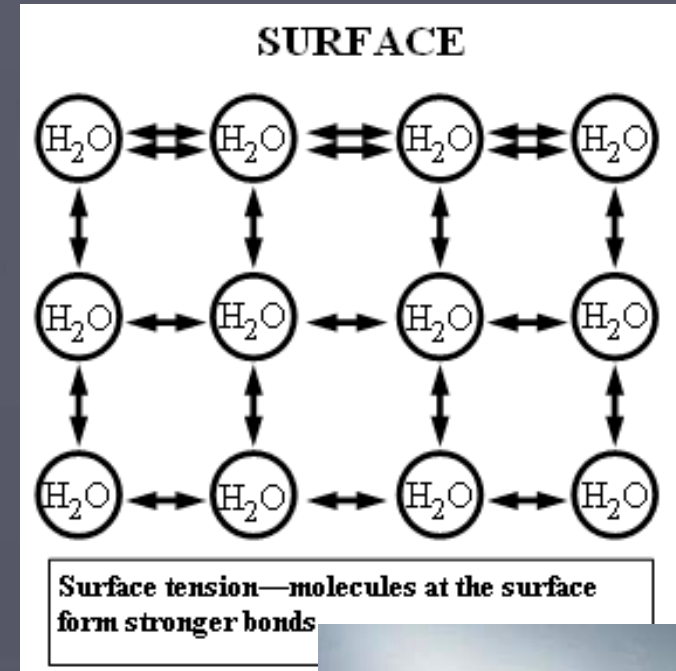 SURFACE
H₂O H₂O H₂O H₂O
H₂O H₂O H₂O H₂O
H₂O H₂O H₂O H₂O
Surface tension—molecules at the surface
form stronger bonds